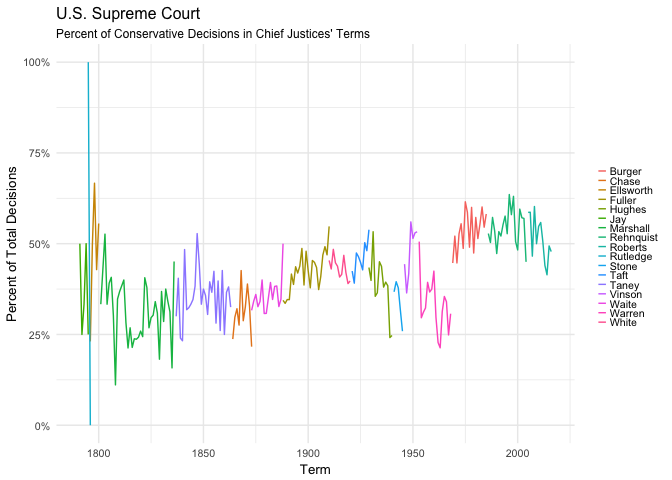 U.S. Supreme Court
Percent of Conservative Decisions in Chief Justices' Terms
Percent of Total Decisions
100%
75%
50%
25%
0%
1800
1850
1900
1950
2000
Term
Burger
Chase
Ellsworth
Fuller
Hughes
Jay
Marshall
Rehnquist
Roberts
Rutledge
Stone
Taft
Taney
Vinson
Waite
Warren
White